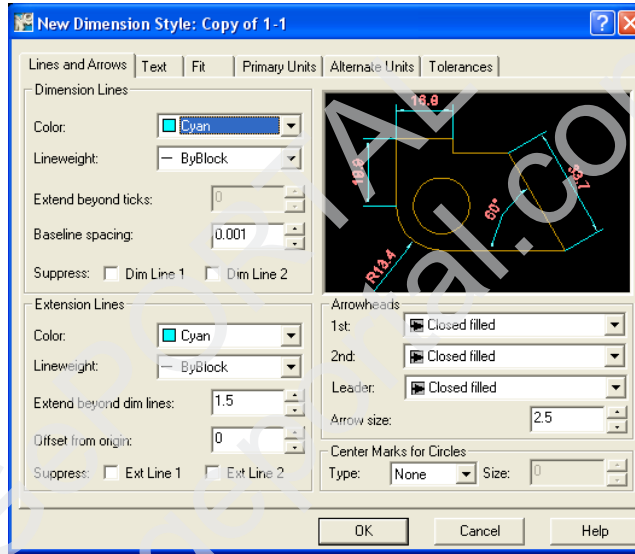 New Dimension Style: Copy of 1-1
Lines and Arrows Text Fit Primary Units Alternate Units Tolerances
Dimension Lines
Color: Cyan
Lineweight: ByBlock
Extend beyond ticks: 0
Baseline spacing: 0.001
Suppress: Dim Line 1 Dim Line 2
Extension Lines
Color: Cyan
Lineweight: ByBlock
Extend beyond dim lines: 1.5
Offset from origin: 0
Suppress: Ext Line 1 Ext Line 2
60°
R13.4
Arrowheads
1st: Closed filled
2nd: Closed filled
Leader: Closed filled
Arrow size: 2.5
Center Marks for Circles
Type: None Size: 0
OK Cancel Help